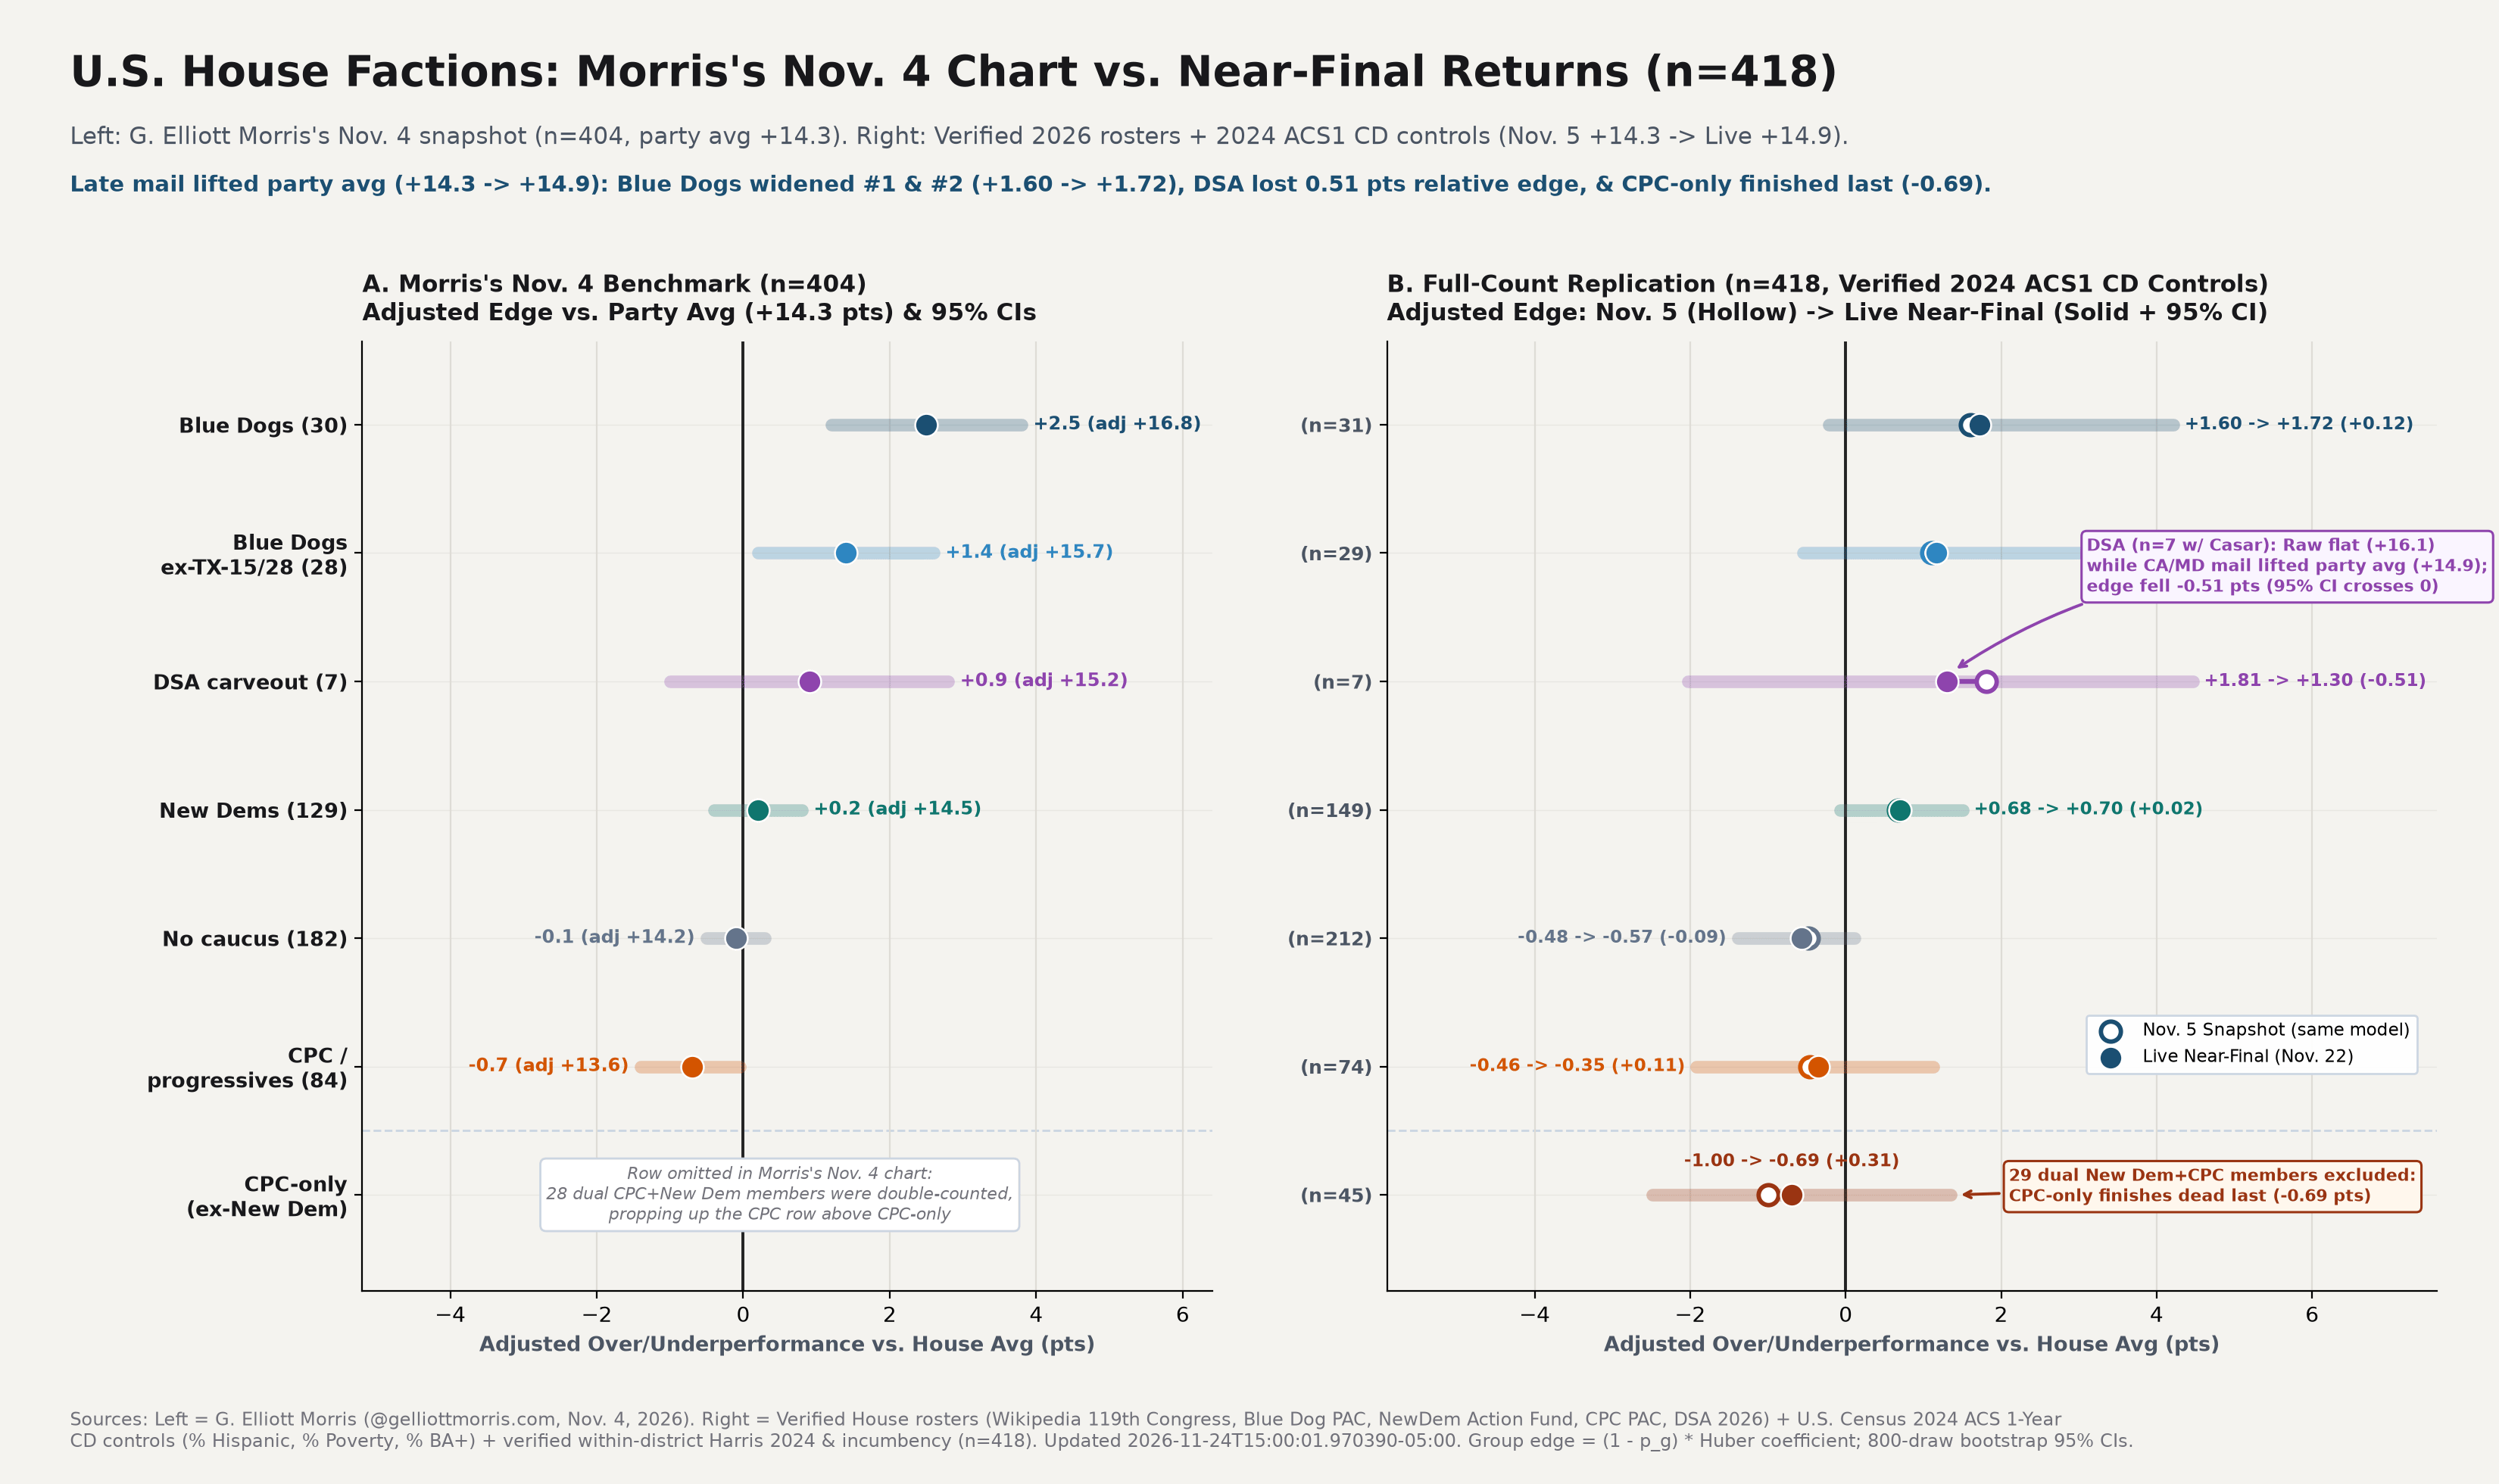 U.S. House Factions: Morris's Nov. 4 Chart vs. Near-Final Returns (n=418)
Left: G. Elliott Morris's Nov. 4 snapshot (n=404, party avg +14.3). Right: Verified 2026 rosters + 2024 ACS1 CD controls (Nov. 5 +14.3 -> Live +14.9).
Late mail lifted party avg (+14.3 -> +14.9): Blue Dogs widened #1 & #2 (+1.60 -> +1.72), DSA lost 0.51 pts relative edge, & CPC-only finished last (-0.69).
A. Morris's Nov. 4 Benchmark (n=404)
Adjusted Edge vs. Party Avg (+14.3 pts) & 95% CIs
Blue Dogs (30)
+2.5 (adj +16.8)
Blue Dogs
ex-TX-15/28 (28)
+1.4 (adj +15.7)
DSA carveout (7)
+0.9 (adj +15.2)
New Dems (129)
+0.2 (adj +14.5)
No caucus (182)
-0.1 (adj +14.2)
CPC /
progressives (84)
-0.7 (adj +13.6)
CPC-only
(ex-New Dem)
Row omitted in Morris's Nov. 4 chart:
28 dual CPC+New Dem members were double-counted,
propping up the CPC row above CPC-only
−4 −2 0 2 4 6
Adjusted Over/Underperformance vs. House Avg (pts)
B. Full-Count Replication (n=418, Verified 2024 ACS1 CD Controls)
Adjusted Edge: Nov. 5 (Hollow) -> Live Near-Final (Solid + 95% CI)
(n=31)
+1.60 -> +1.72 (+0.12)
(n=29)
DSA (n=7 w/ Casar): Raw flat (+16.1)
while CA/MD mail lifted party avg (+14.9);
edge fell -0.51 pts (95% CI crosses 0)
(n=7)
+1.81 -> +1.30 (-0.51)
(n=149)
+0.68 -> +0.70 (+0.02)
(n=212)
-0.48 -> -0.57 (-0.09)
Nov. 5 Snapshot (same model)
Live Near-Final (Nov. 22)
(n=74)
-0.46 -> -0.35 (+0.11)
(n=45)
-1.00 -> -0.69 (+0.31)
29 dual New Dem+CPC members excluded:
CPC-only finishes dead last (-0.69 pts)
−4 −2 0 2 4 6
Adjusted Over/Underperformance vs. House Avg (pts)
Sources: Left = G. Elliott Morris (@gelliottmorris.com, Nov. 4, 2026). Right = Verified House rosters (Wikipedia 119th Congress, Blue Dog PAC, NewDem Action Fund, CPC PAC, DSA 2026) + U.S. Census 2024 ACS 1-Year
CD controls (% Hispanic, % Poverty, % BA+) + verified within-district Harris 2024 & incumbency (n=418). Updated 2026-11-24T15:00:01.970390-05:00. Group edge = (1 - p_g) * Huber coefficient; 800-draw bootstrap 95% CIs.